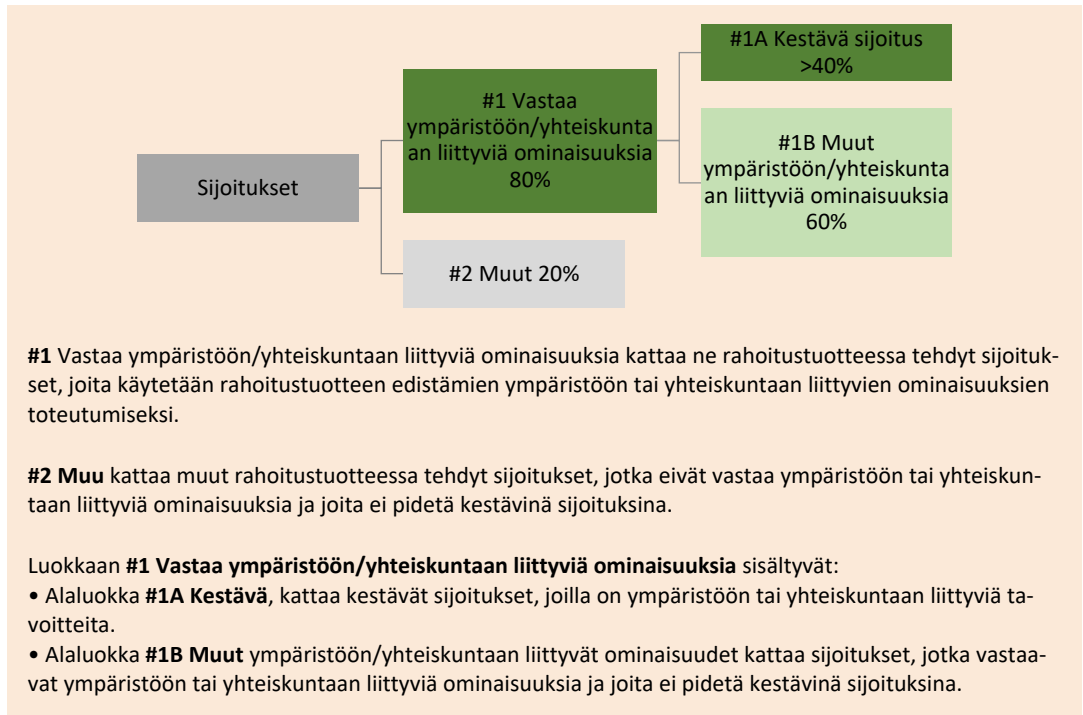 #1A Kestävä sijoitus
>40%
#1 Vastaa
ympäristöön/yhteiskunta
an liittyviä ominaisuuksia
80%
#1B Muut
ympäristöön/yhteiskunta
an liittyviä ominaisuuksia
60%
Sijoitukset
#2 Muut 20%
#1 Vastaa ympäristöön/yhteiskuntaan liittyviä ominaisuuksia kattaa ne rahoitustuotteessa tehdyt sijoituk-
set, joita käytetään rahoitustuotteen edistämien ympäristöön tai yhteiskuntaan liittyvien ominaisuuksien
toteutumiseksi.
#2 Muu kattaa muut rahoitustuotteessa tehdyt sijoitukset, jotka eivät vastaa ympäristöön tai yhteiskun-
taan liittyviä ominaisuuksia ja joita ei pidetä kestävinä sijoituksina.
Luokkaan #1 Vastaa ympäristöön/yhteiskuntaan liittyviä ominaisuuksia sisältyvät:
• Alaluokka #1A Kestävä, kattaa kestävät sijoitukset, joilla on ympäristöön tai yhteiskuntaan liittyviä ta-
voitteita.
• Alaluokka #1B Muut ympäristöön/yhteiskuntaan liittyvät ominaisuudet kattaa sijoitukset, jotka vastaa-
vat ympäristöön tai yhteiskuntaan liittyviä ominaisuuksia ja joita ei pidetä kestävinä sijoituksina.